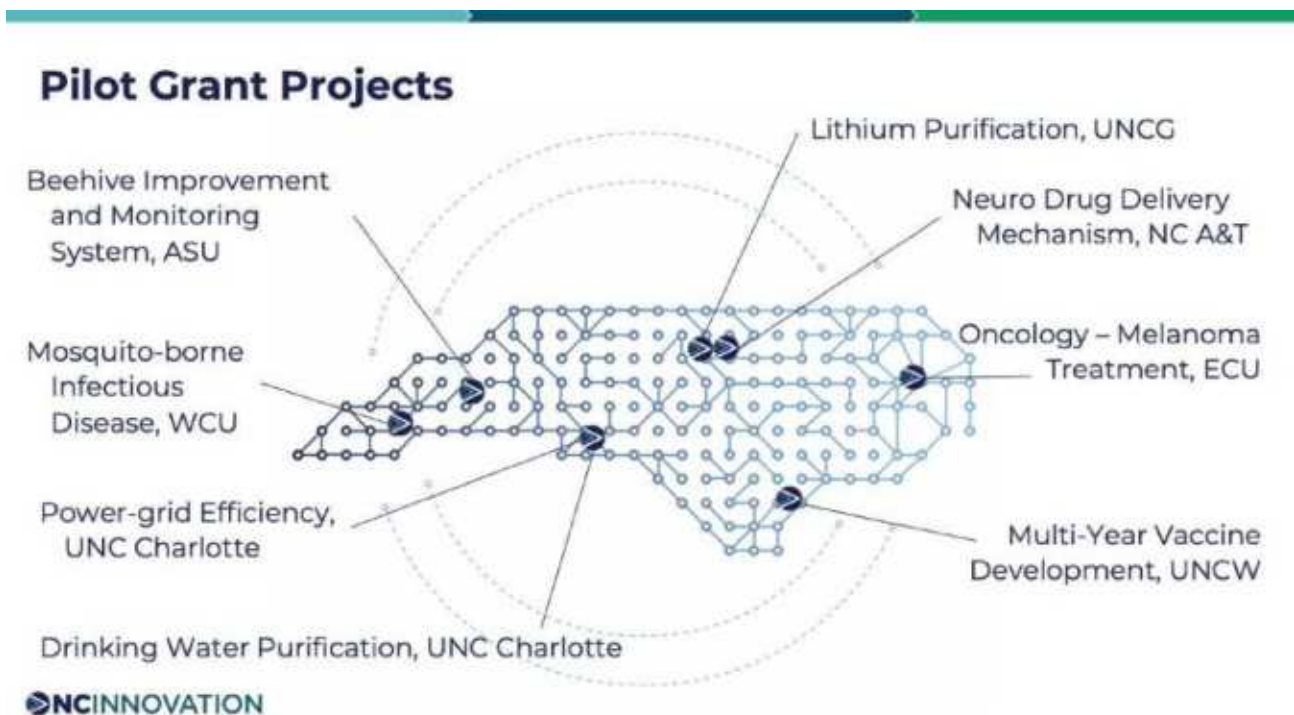 Pilot Grant Projects
Lithium Purification, UNCG
Beehive Improvement
and Monitoring
System, ASU
Neuro Drug Delivery
Mechanism, NC A&T
Mosquito-borne
Infectious
Disease, WCU
Oncology – Melanoma
Treatment, ECU
Power-grid Efficiency,
UNC Charlotte
Multi-Year Vaccine
Development, UNCW
Drinking Water Purification, UNC Charlotte
NCINNOVATION